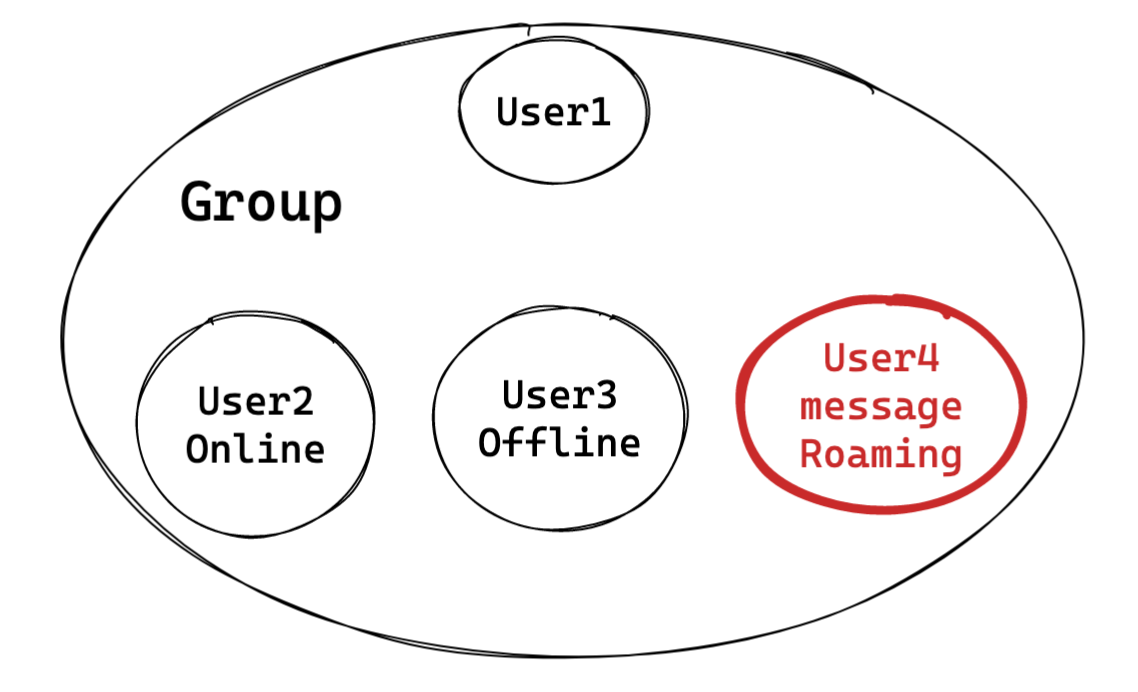 User1
Group
User2
Online
User3
Offline
User4
message
Roaming